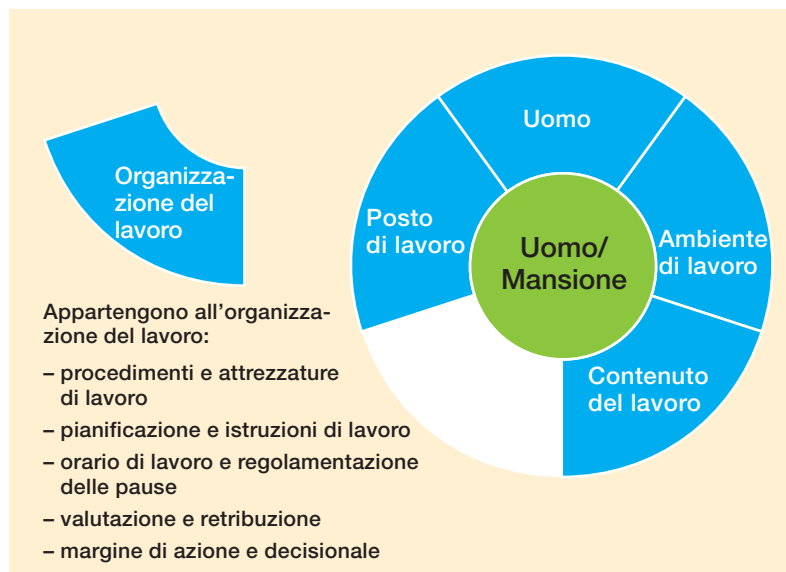 Organizza-
zione del
lavoro
Appartengono all’organizza-
zione del lavoro:
– procedimenti e attrezzature
di lavoro
– pianificazione e istruzioni di lavoro
– orario di lavoro e regolamentazione
delle pause
– valutazione e retribuzione
– margine di azione e decisionale
Uomo
Posto
di lavoro
Uomo/
Mansione
Ambiente
di lavoro
Contenuto
del lavoro